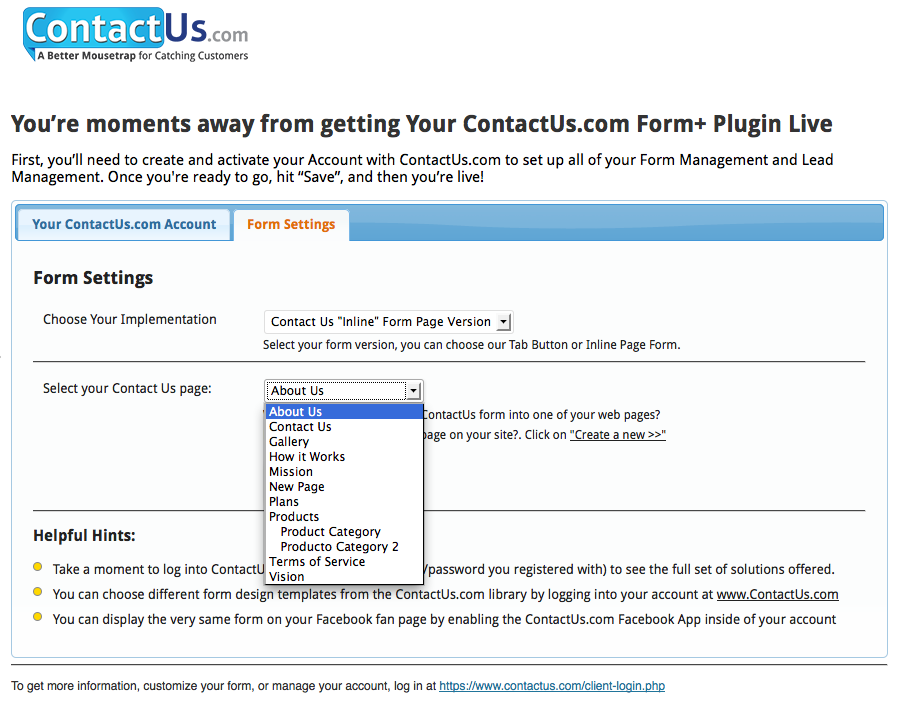 ContactUs.com
A Better Mousetrap for Catching Customers
You're moments away from getting Your ContactUs.com Form+ Plugin Live
First, you'll need to create and activate your Account with ContactUs.com to set up all of your Form Management and Lead
Management. Once you're ready to go, hit “Save”, and then you're live!
Your ContactUs.com Account
Form Settings
Form Settings
Choose Your Implementation
Contact Us "Inline" Form Page Version
Select your form version, you can choose our Tab Button or Inline Page Form.
Select your Contact Us page:
About Us
About Us
ContactUs form into one of your web pages?
Contact Us
page on your site?. Click on "Create a new >>"
Gallery
How it Works
Mission
New Page
Plans
Products
Product Category
Producto Category 2
Terms of Service
Vision
Helpful Hints:
Take a moment to log into ContactU /password you registered with) to see the full set of solutions offered.
You can choose different form design templates from the ContactUs.com library by logging into your account at www.ContactUs.com
You can display the very same form on your Facebook fan page by enabling the ContactUs.com Facebook App inside of your account
To get more information, customize your form, or manage your account, log in at https://www.contactus.com/client-login.php